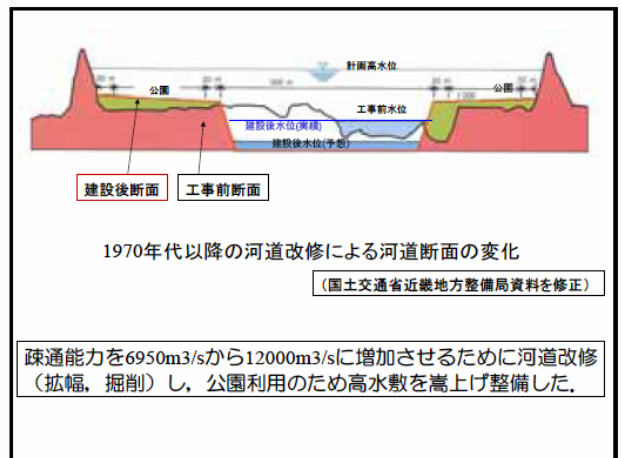 計画高水位
公園
公園
工事前水位
建設後水位(実績)
建設後水位(予想)
建設後断面
工事前断面
1970年代以降の河道改修による河道断面の変化
（国土交通省近畿地方整備局資料を修正）
疎通能力を6950m3/sから12000m3/sに増加させるために河道改修
（拡幅，掘削）し，公園利用のため高水敷を嵩上げ整備した．